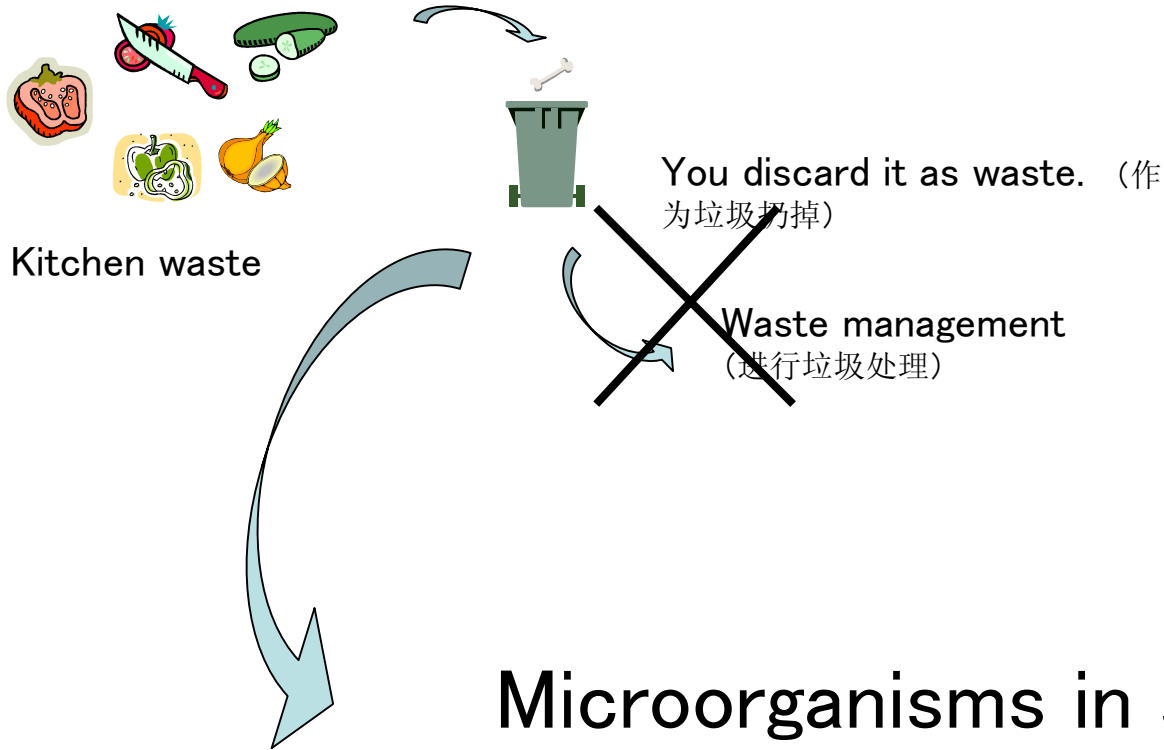 You discard it as waste. （作
为垃圾扔掉）
Kitchen waste
Waste management
（进行垃圾处理）
Microorganisms in